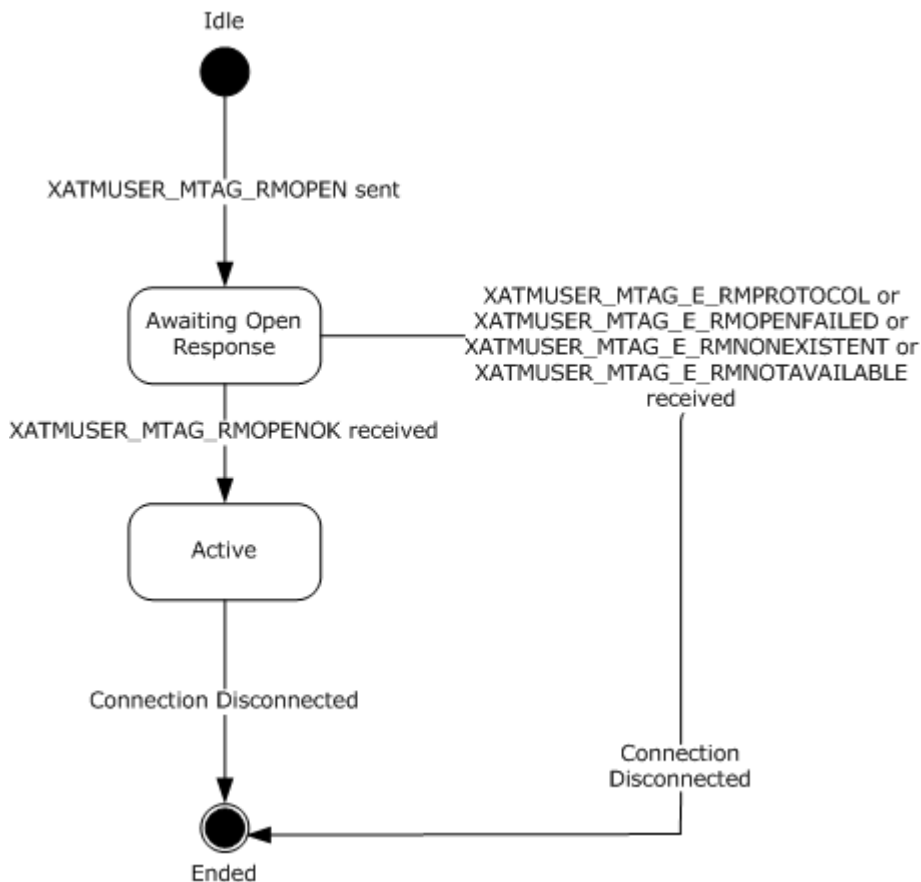 Idle
XATMUSER_MTAG_RMOPEN sent
Awaiting Open
Response
XATMUSER_MTAG_E_RMPROTOCOL or
XATMUSER_MTAG_E_RMOPENFAILED or
XATMUSER_MTAG_E_RMNONEXISTENT or
XATMUSER_MTAG_E_RMNOTAVAILABLE
received
XATMUSER_MTAG_RMOPENOK received
Active
Connection Disconnected
Connection
Disconnected
Ended